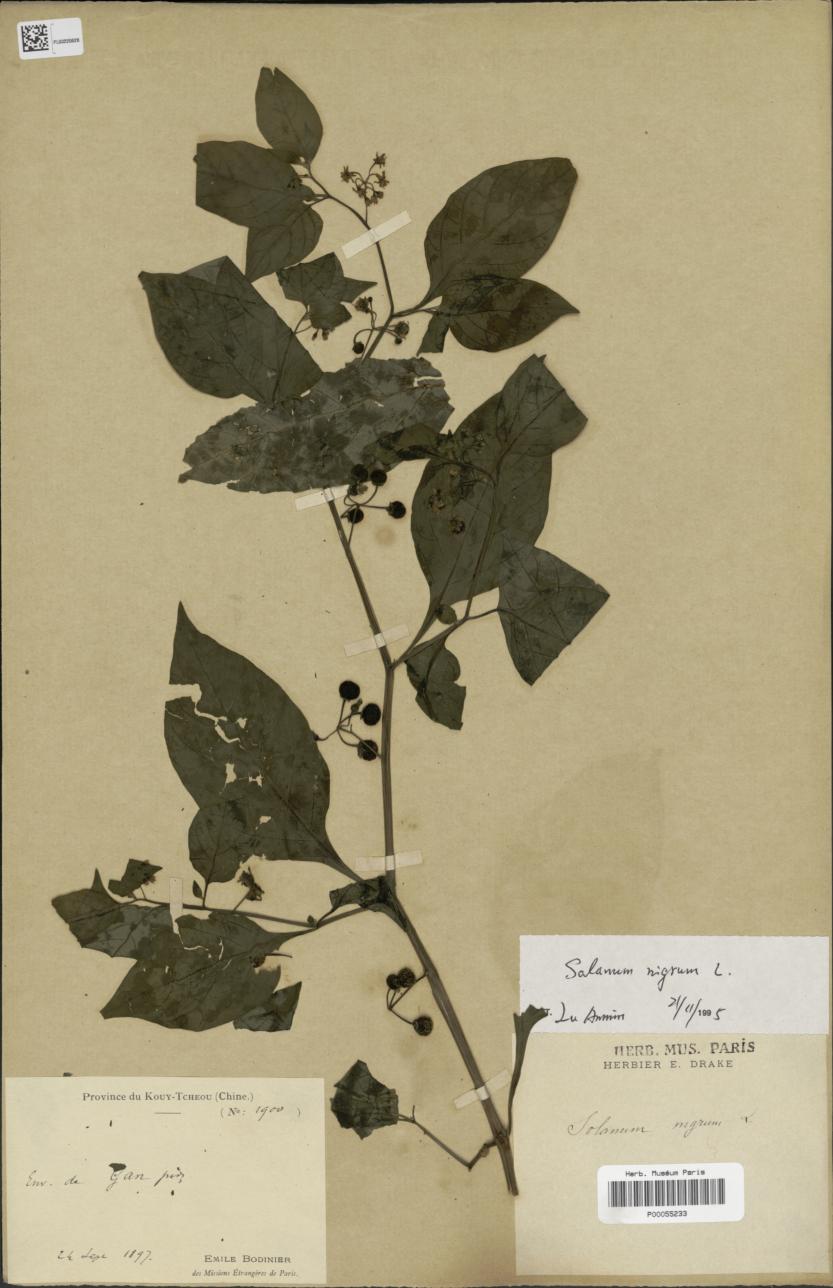 Solanum nigrum L.
Lu Anmin 21/11/1995
HERB. MUS. PARIS
HERBIER E. DRAKE
Solanum nigrum L
Herb. Muséum Paris
P00055233
Province du KOUY-TCHEOU (Chine.)
(No: 1900)
Env. de Gan pin
24 Sept 1897.
EMILE BODINIER
des Missions Étrangères de Paris.